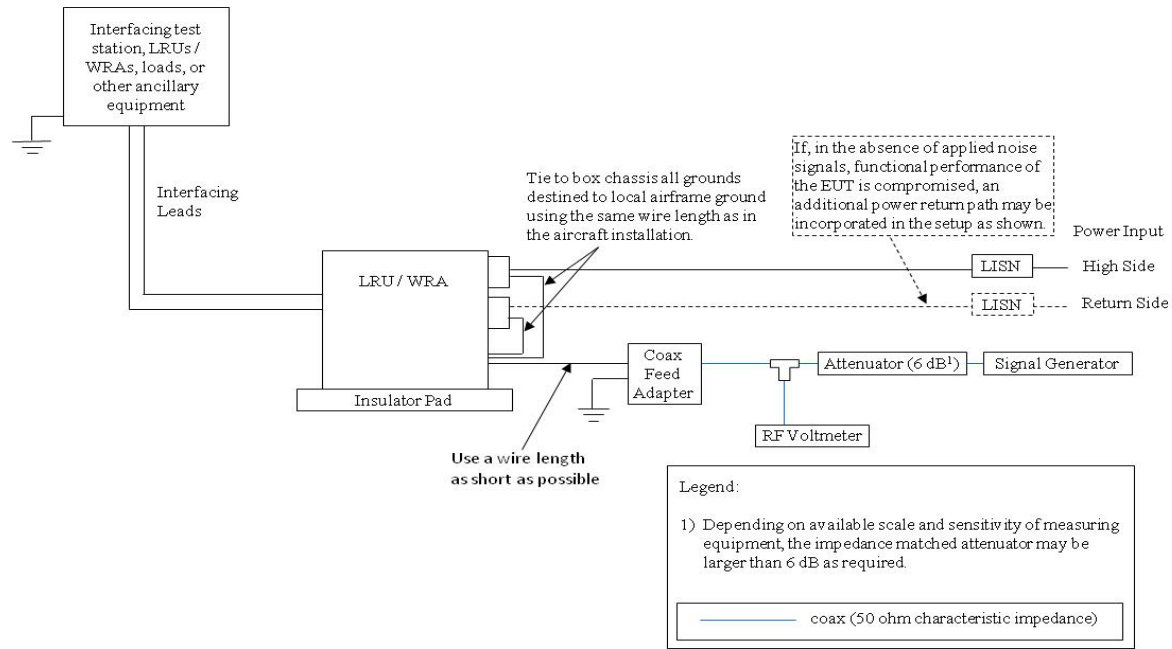 Interfacing test
station, LRUs /
WRAs, loads, or
other ancillary
equipment
Interfacing
Leads
Tie to box chassis all grounds
destined to local airframe ground
using the same wire length as in
the aircraft installation.
If, in the absence of applied noise
signals, functional performance of
the EUT is compromised, an
additional power return path may be
incorporated in the setup as shown.
Power Input
LISN
High Side
LISN
Return Side
LRU / WRA
Insulator Pad
Coax
Feed
Adapter
Attenuator (6 dB¹)
Signal Generator
RF Voltmeter
Use a wire length
as short as possible
Legend:
1) Depending on available scale and sensitivity of measuring
equipment, the impedance matched attenuator may be
larger than 6 dB as required.
coax (50 ohm characteristic impedance)